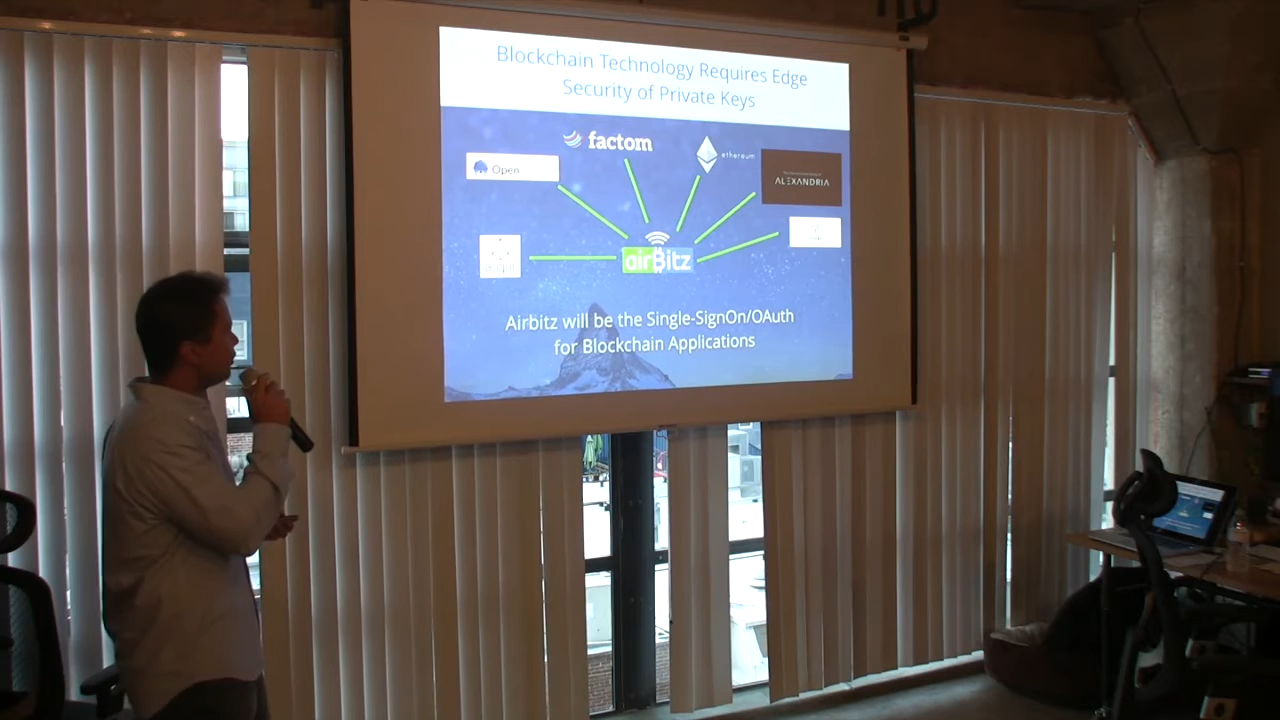 Blockchain Technology Requires Edge
Security of Private Keys
factom
ethereum
Open
ALEXANDRIA
airBitz
Airbitz will be the Single-SignOn/OAuth
for Blockchain Applications